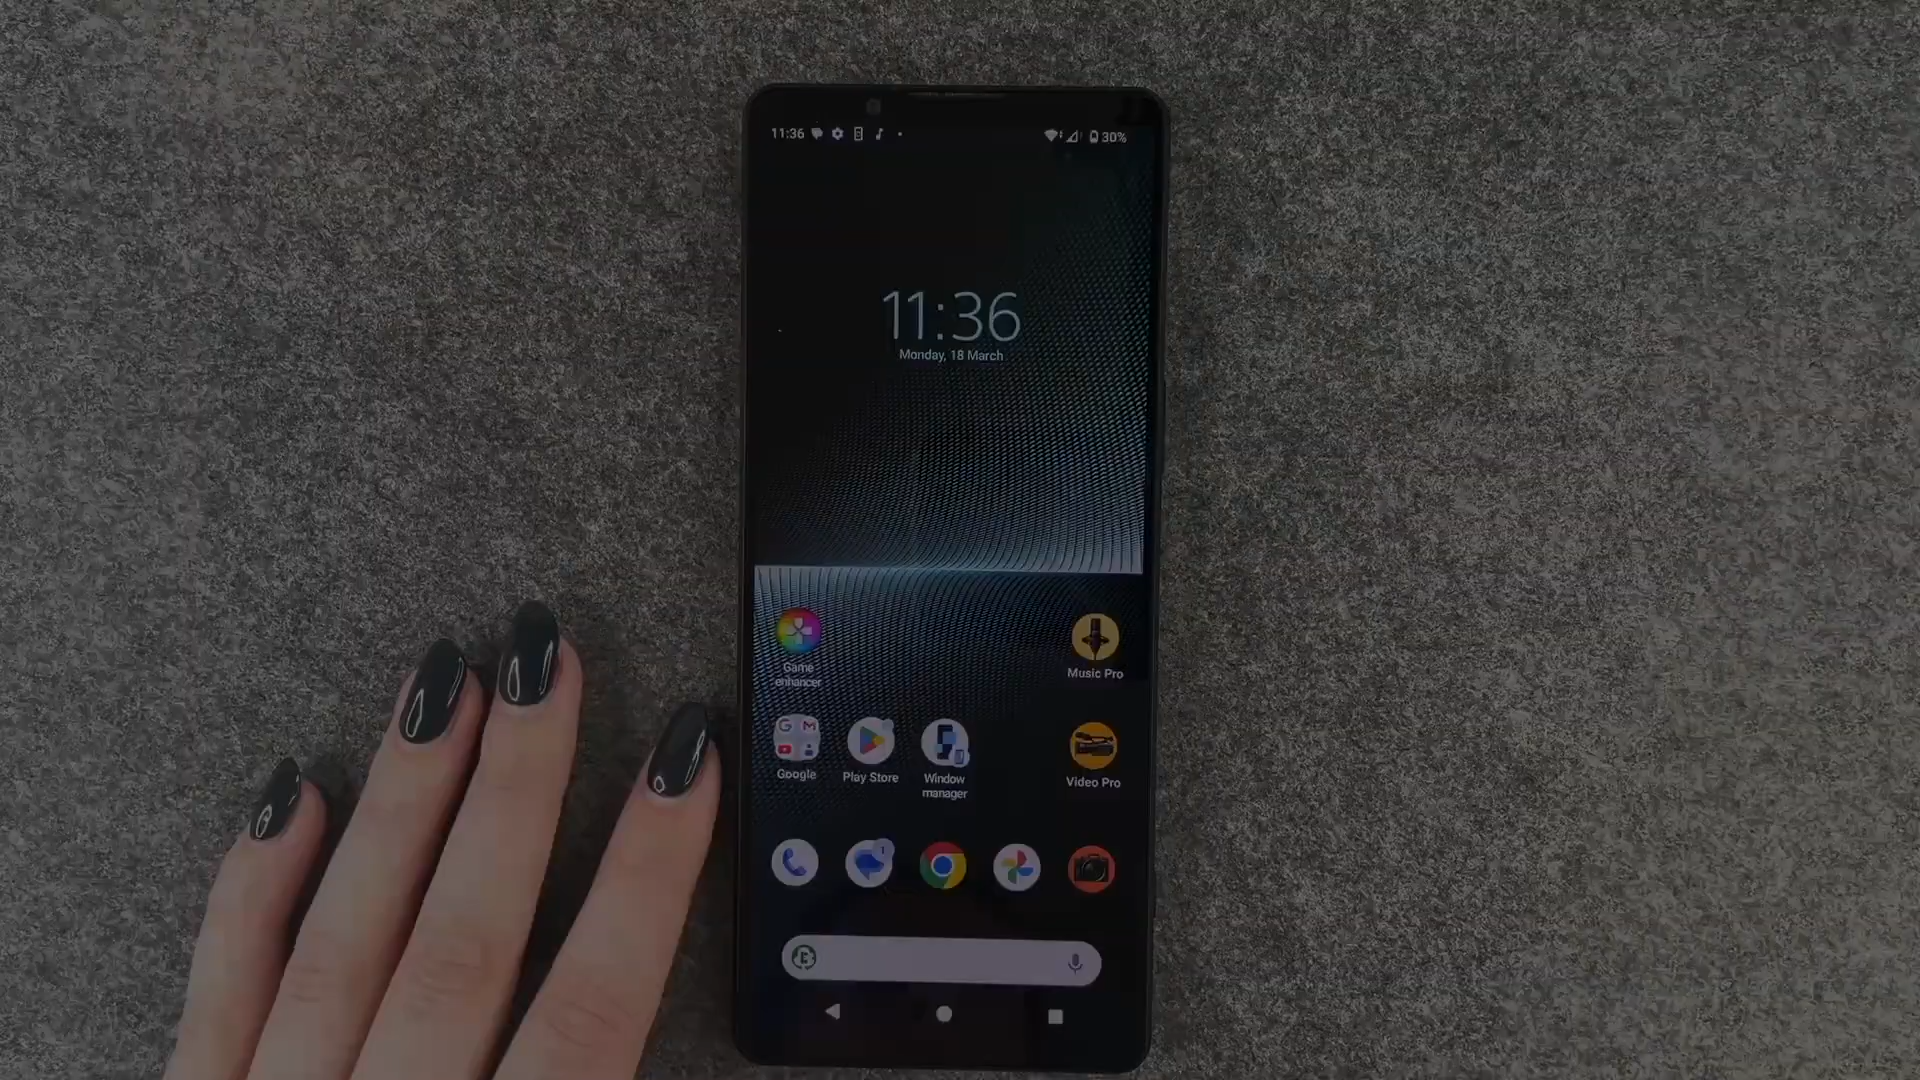 11:36
30%
11:36
Monday, 18 March
Game
enhancer
Music Pro
Google
Play Store
Window
manager
Video Pro
1